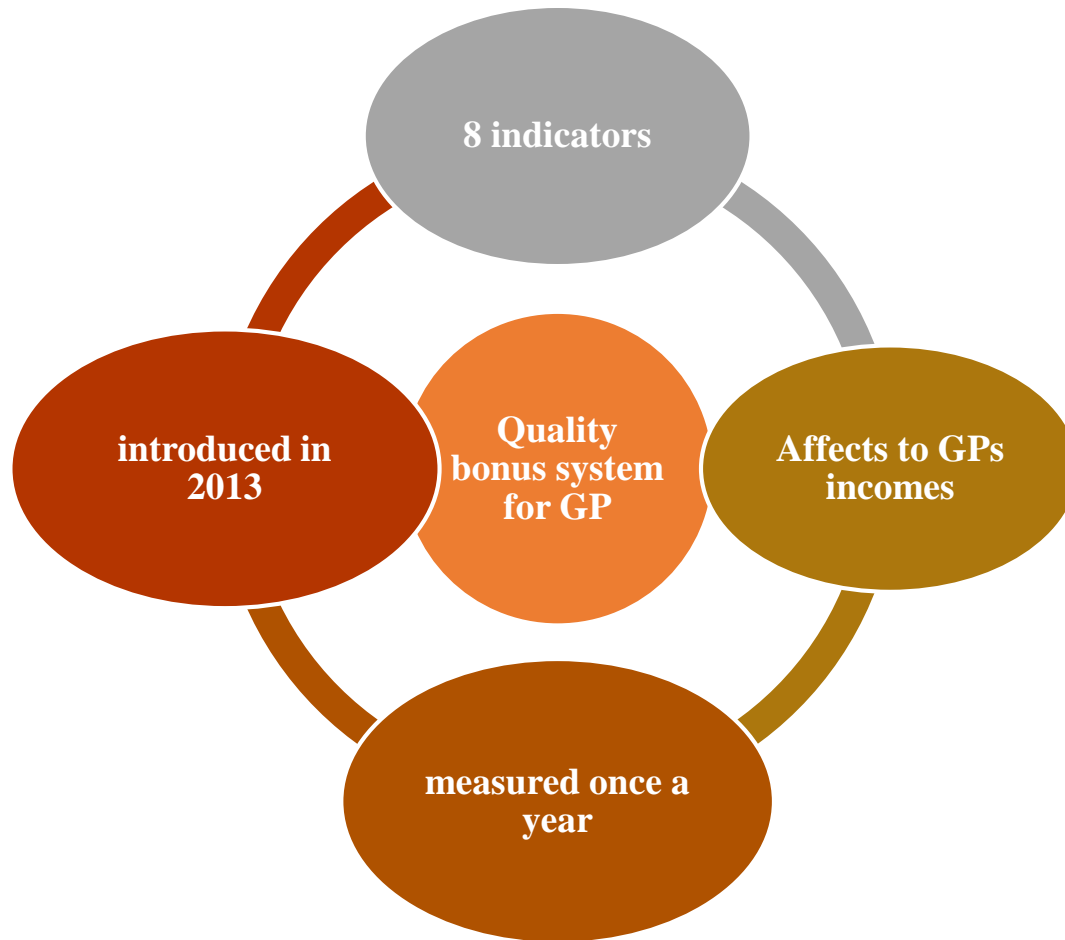 8 indicators
introduced in
2013
Quality
bonus system
for GP
Affects to GPs
incomes
measured once a
year